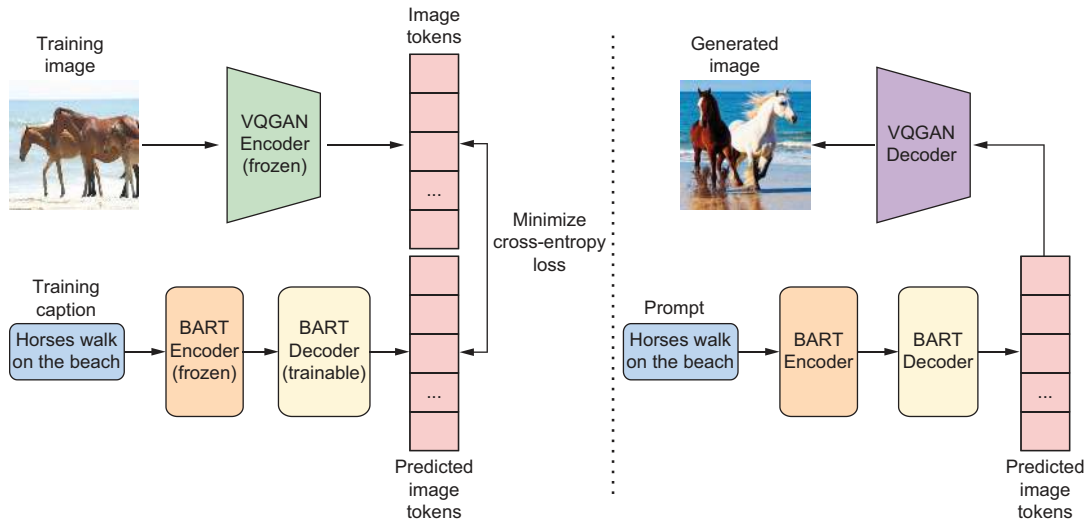 Training
image
VQGAN
Encoder
(frozen)
Image
tokens
...
Minimize
cross-entropy
loss
Training
caption
Horses walk
on the beach
BART
Encoder
(frozen)
BART
Decoder
(trainable)
...
Predicted
image
tokens
Generated
image
VQGAN
Decoder
Prompt
Horses walk
on the beach
BART
Encoder
BART
Decoder
...
Predicted
image
tokens